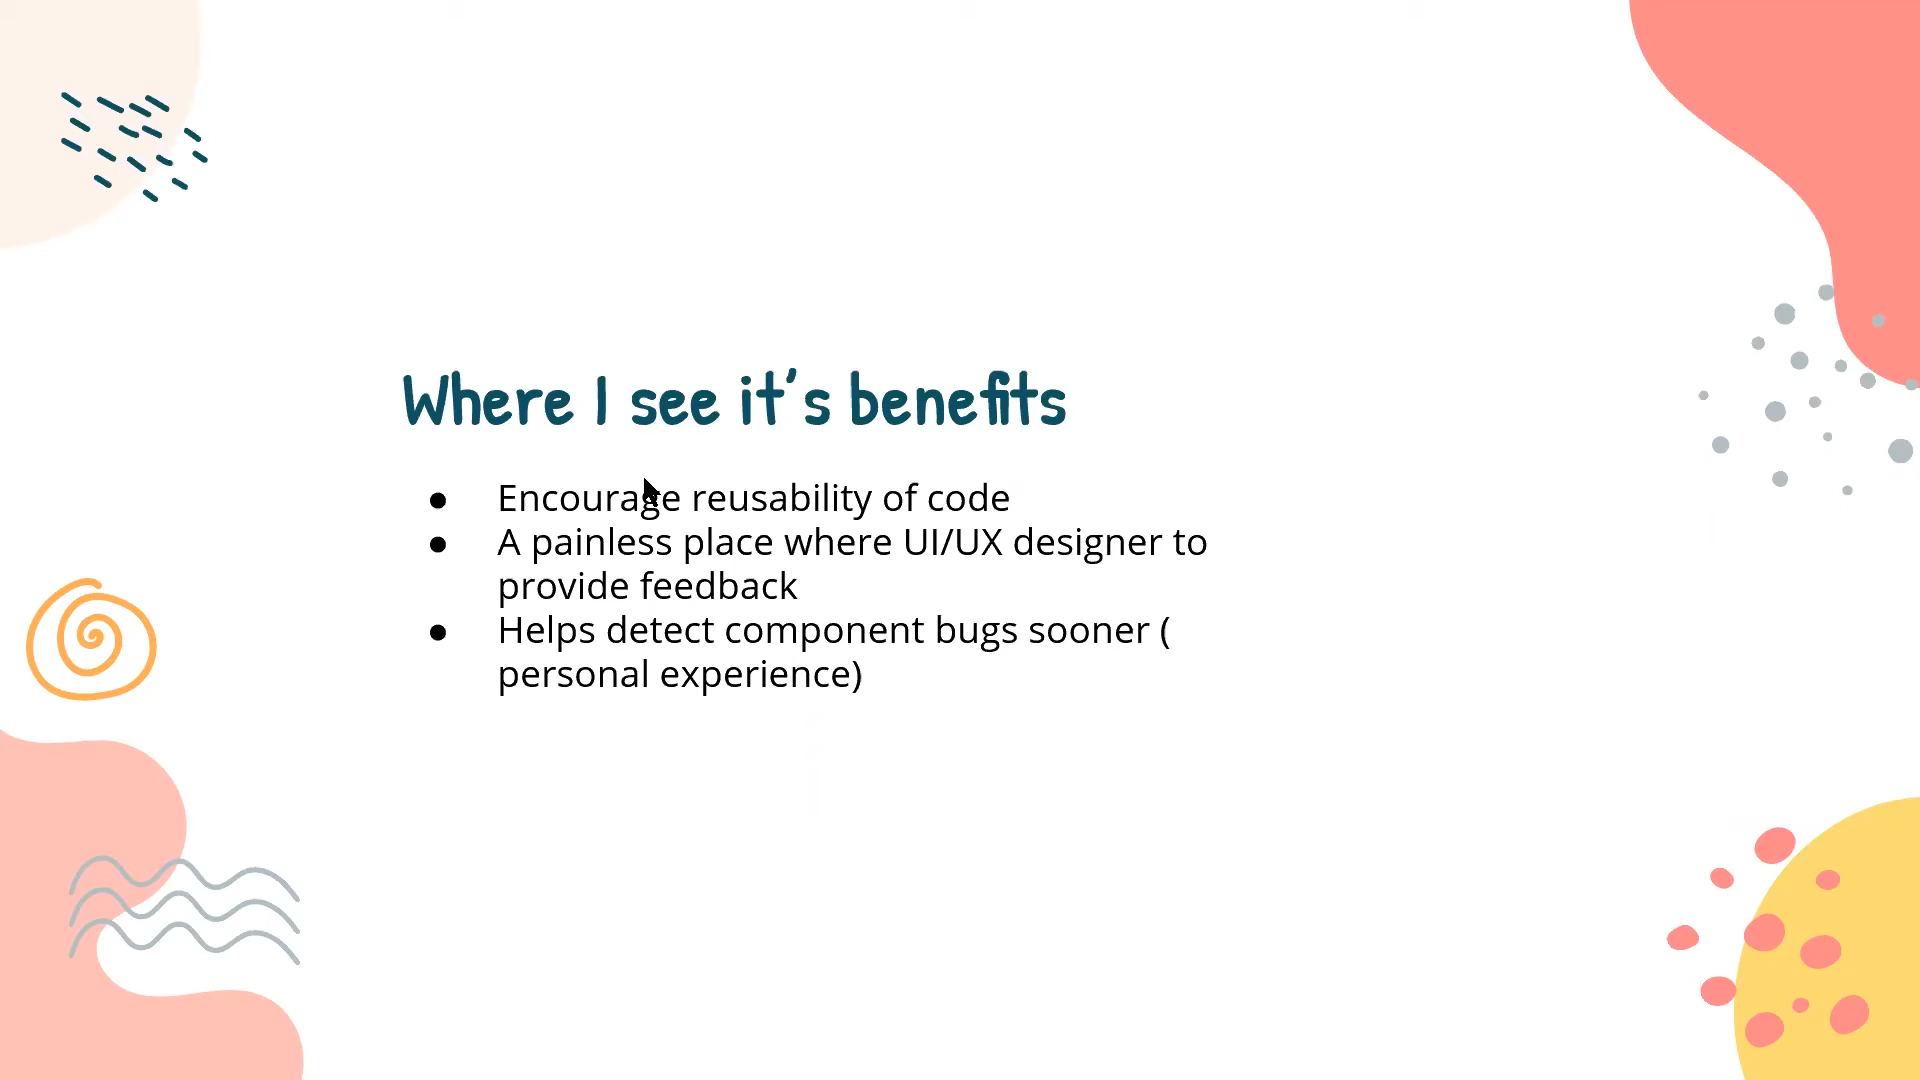 Where I see it's benefits
● Encourage reusability of code
● A painless place where UI/UX designer to
provide feedback
● Helps detect component bugs sooner (
personal experience)